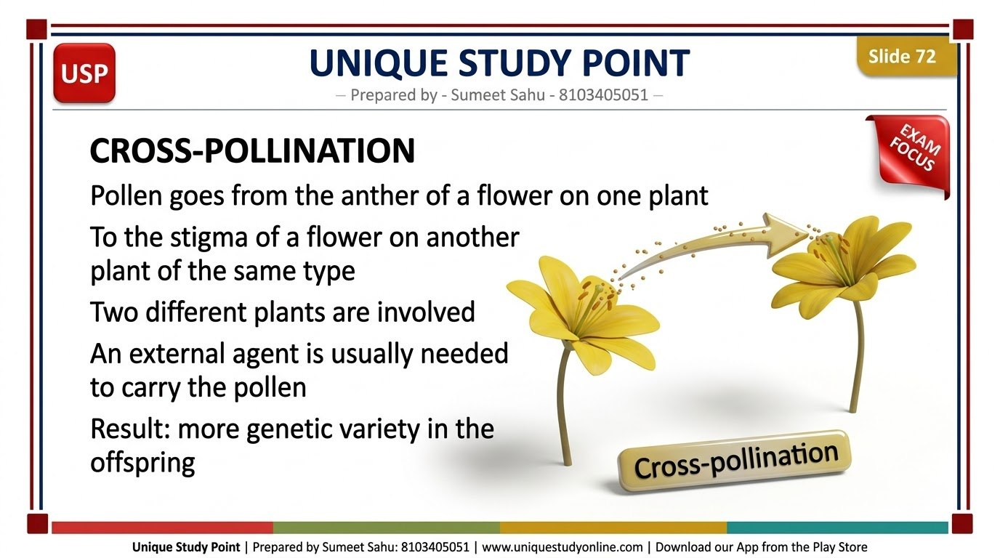 USP
UNIQUE STUDY POINT
Slide 72
– Prepared by - Sumeet Sahu - 8103405051 –
EXAM
FOCUS
CROSS-POLLINATION
Pollen goes from the anther of a flower on one plant
To the stigma of a flower on another
plant of the same type
Two different plants are involved
An external agent is usually needed
to carry the pollen
Result: more genetic variety in the
offspring
Cross-pollination
Unique Study Point | Prepared by Sumeet Sahu: 8103405051 | www.uniquestudyonline.com | Download our App from the Play Store